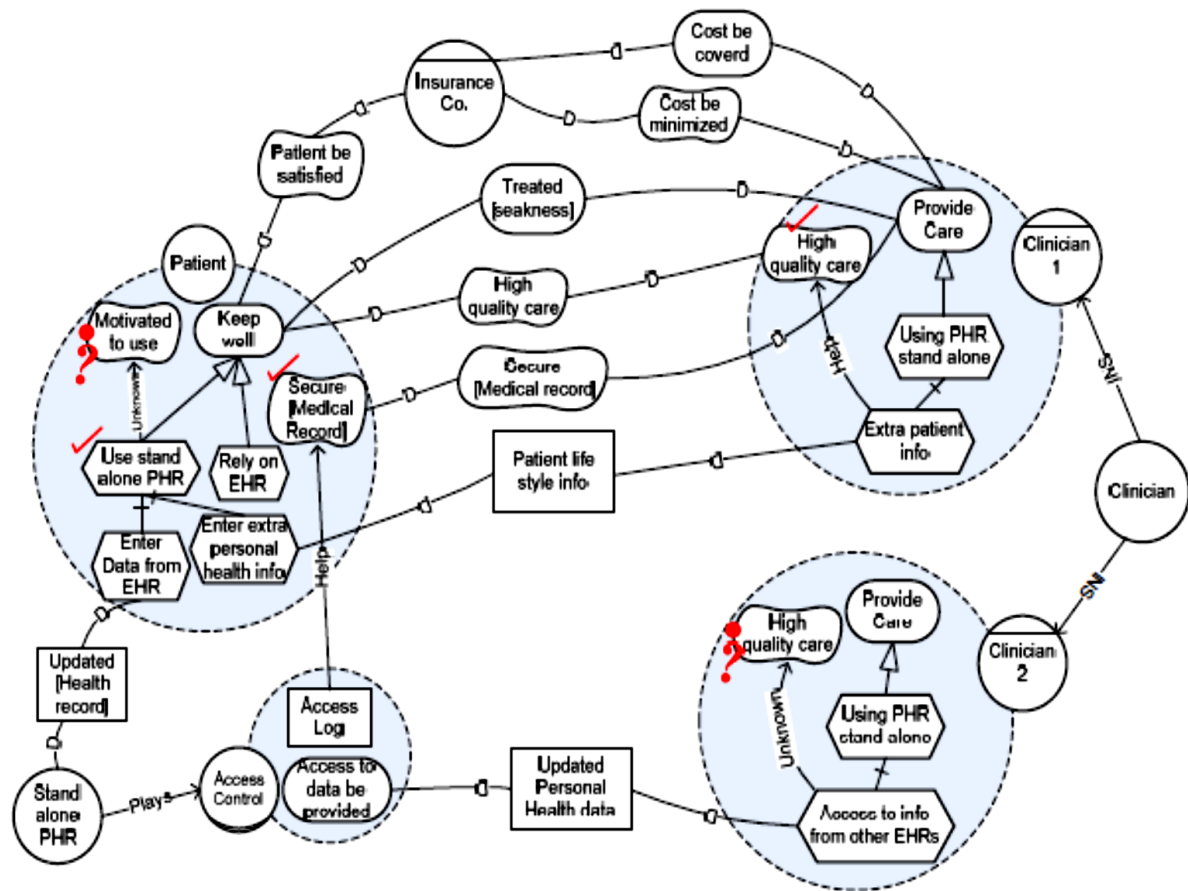 Cost be
coverd
Insurance
Co.
Cost be
minimized
Patient be
satisfied
Treated
[seakness]
Provide
Care
Patient
High
quality care
Clinician
1
High
quality care
Motivated
to use
Keep
well
Using PHR
stand alone
Help
INS
Secure
[Medical
Record]
Secure
[Medical record]
Unknown
Extra patient
info
Use stand
alone PHR
Rely on
EHR
Patient life
style info
Clinician
Enter
Data from
EHR
Enter extra
personal
health info
Help
INS
Provide
Care
High
quality care
Clinician
2
Updated
[Health
record]
Access
Log
Using PHR
stand alone
Unknown
Stand
alone
PHR
Plays
Access
Control
Access to
data be
provided
Updated
Personal
Health data
Access to info
from other EHRs